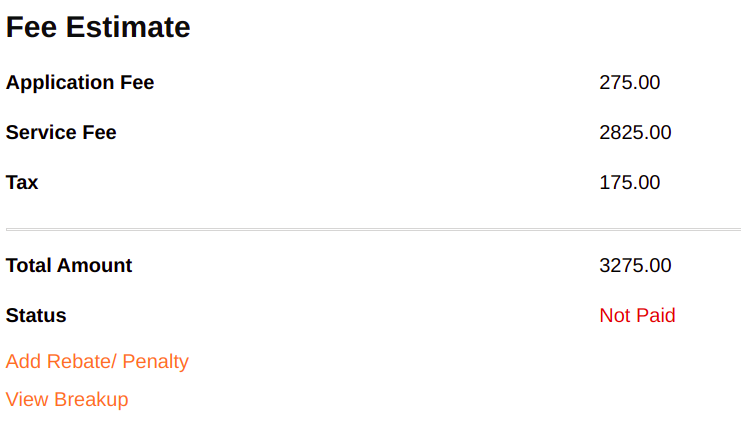 Fee Estimate
Application Fee 275.00
Service Fee 2825.00
Tax 175.00
Total Amount 3275.00
Status Not Paid
Add Rebate/ Penalty
View Breakup